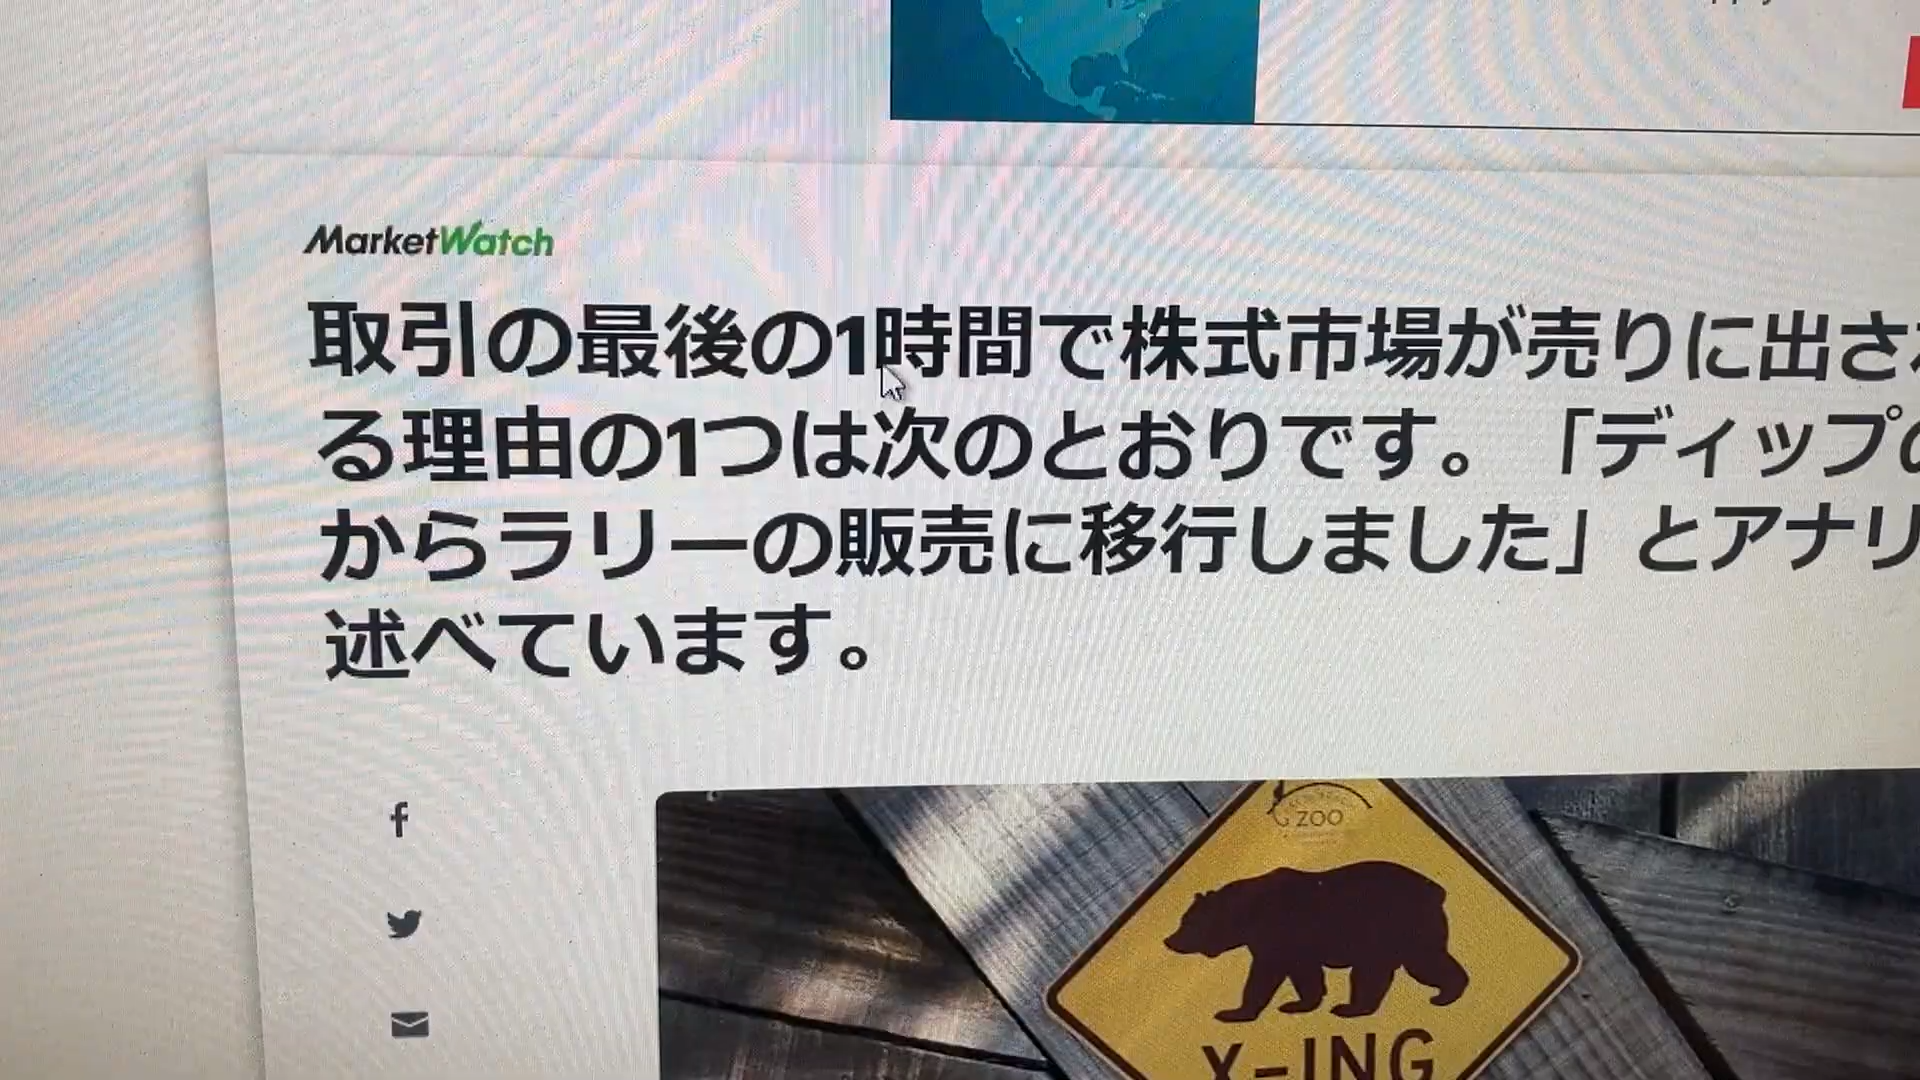 MarketWatch
取引の最後の1時間で株式市場が売りに出さ
る理由の1つは次のとおりです。「ディップの
からラリーの販売に移行しました」とアナリ
述べています。
ZOO
X-ING